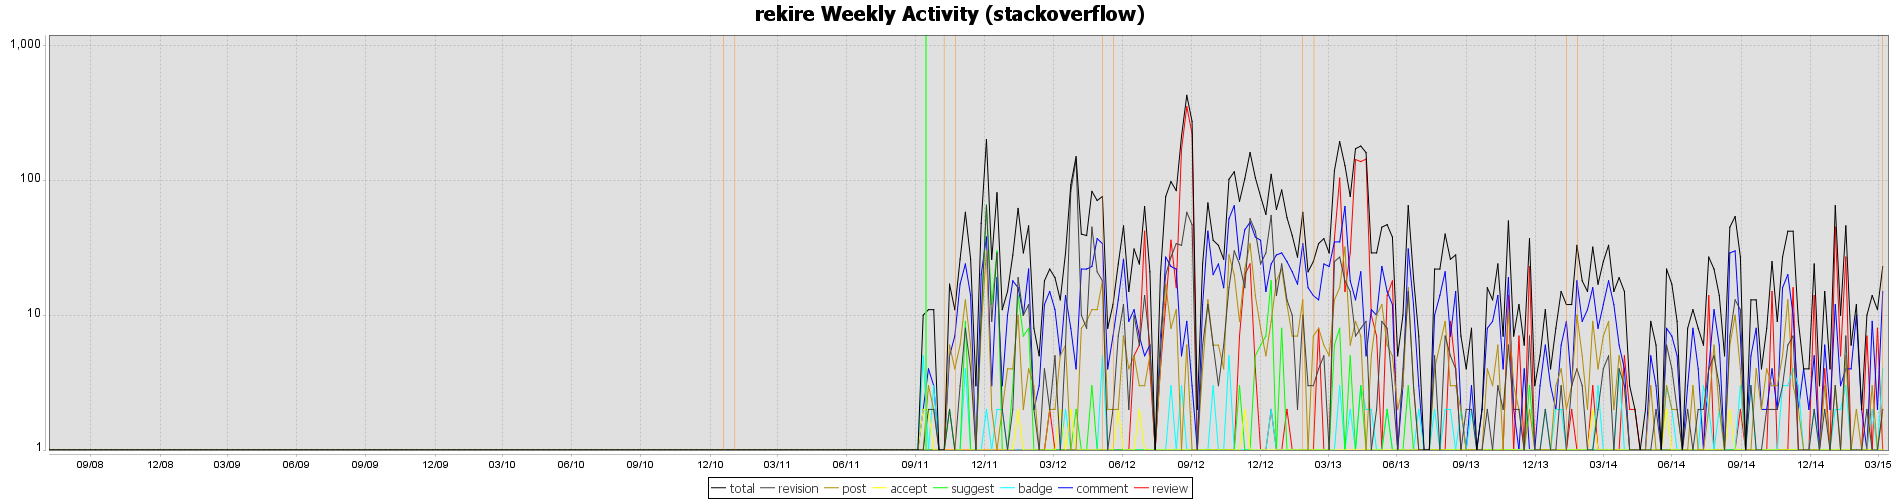 rekire Weekly Activity (stackoverflow)
1,000
100
10
1
09/08 12/08 03/09 06/09 09/09 12/09 03/10 06/10 09/10 12/10 03/11 06/11 09/11 12/11 03/12 06/12 09/12 12/12 03/13 06/13 09/13 12/13 03/14 06/14 09/14 12/14 03/15
total revision post accept suggest badge comment review